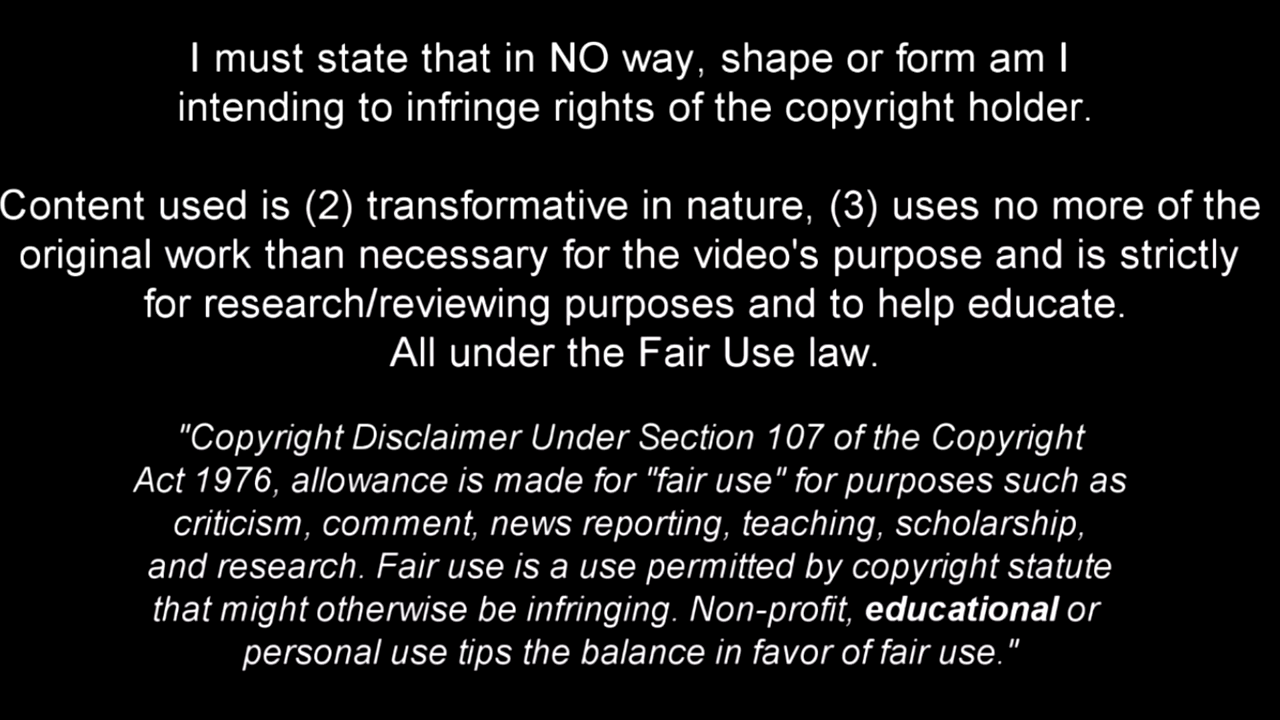 I must state that in NO way, shape or form am I
intending to infringe rights of the copyright holder.
Content used is (2) transformative in nature, (3) uses no more of the
original work than necessary for the video's purpose and is strictly
for research/reviewing purposes and to help educate.
All under the Fair Use law.
"Copyright Disclaimer Under Section 107 of the Copyright
Act 1976, allowance is made for "fair use" for purposes such as
criticism, comment, news reporting, teaching, scholarship,
and research. Fair use is a use permitted by copyright statute
that might otherwise be infringing. Non-profit, educational or
personal use tips the balance in favor of fair use."